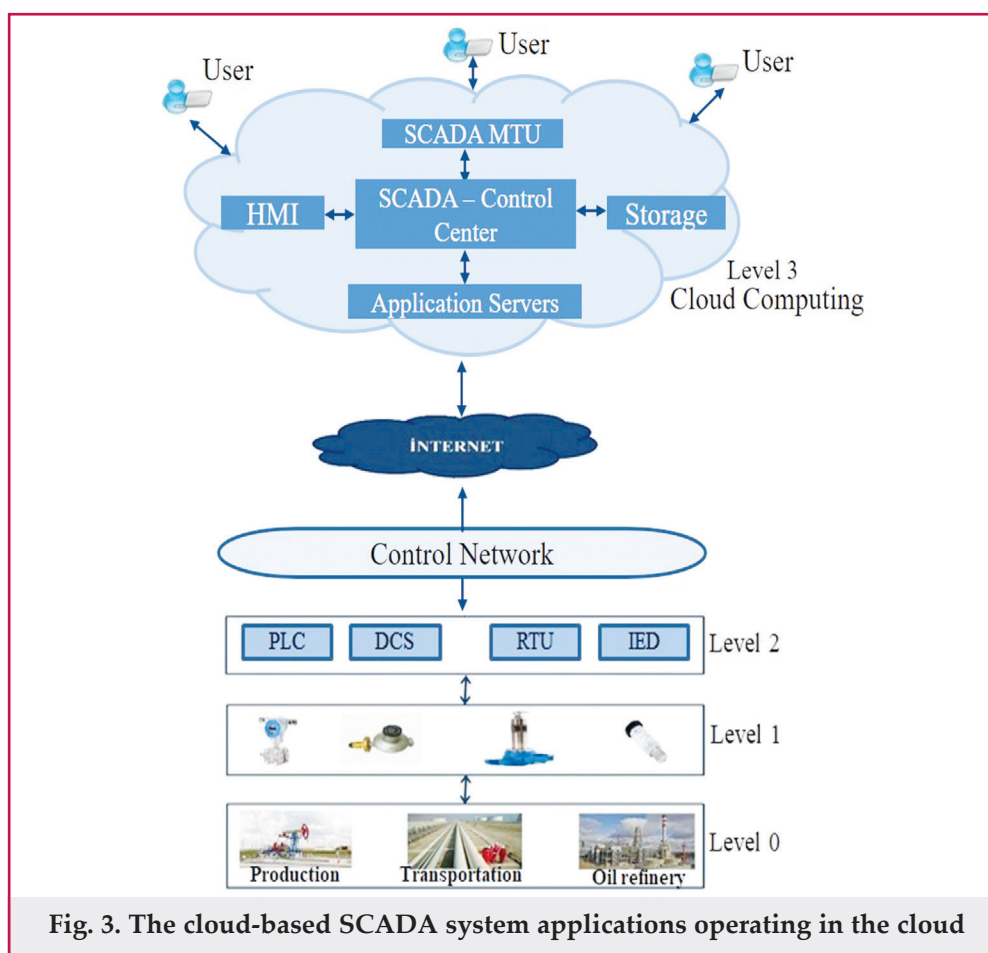 User
User
User
SCADA MTU
HMI
SCADA – Control
Center
Storage
Application Servers
Level 3
Cloud Computing
İNTERNET
Control Network
PLC
DCS
RTU
IED
Level 2
Level 1
Production
Transportation
Oil refinery
Level 0
Fig. 3. The cloud-based SCADA system applications operating in the cloud